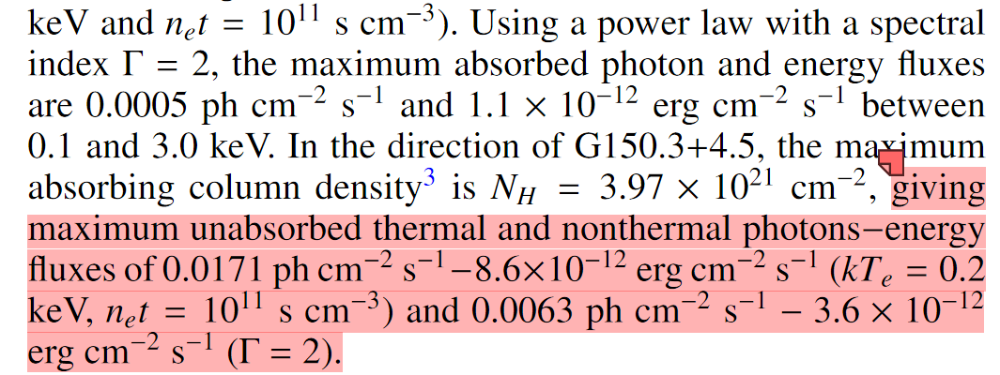 keV and nₑt = 10¹¹ s cm⁻³). Using a power law with a spectral
index Γ = 2, the maximum absorbed photon and energy fluxes
are 0.0005 ph cm⁻² s⁻¹ and 1.1 × 10⁻¹² erg cm⁻² s⁻¹ between
0.1 and 3.0 keV. In the direction of G150.3+4.5, the maximum
absorbing column density³ is N_H = 3.97 × 10²¹ cm⁻², giving
maximum unabsorbed thermal and nonthermal photons–energy
fluxes of 0.0171 ph cm⁻² s⁻¹ –8.6×10⁻¹² erg cm⁻² s⁻¹ (kTₑ = 0.2
keV, nₑt = 10¹¹ s cm⁻³) and 0.0063 ph cm⁻² s⁻¹ – 3.6 × 10⁻¹²
erg cm⁻² s⁻¹ (Γ = 2).